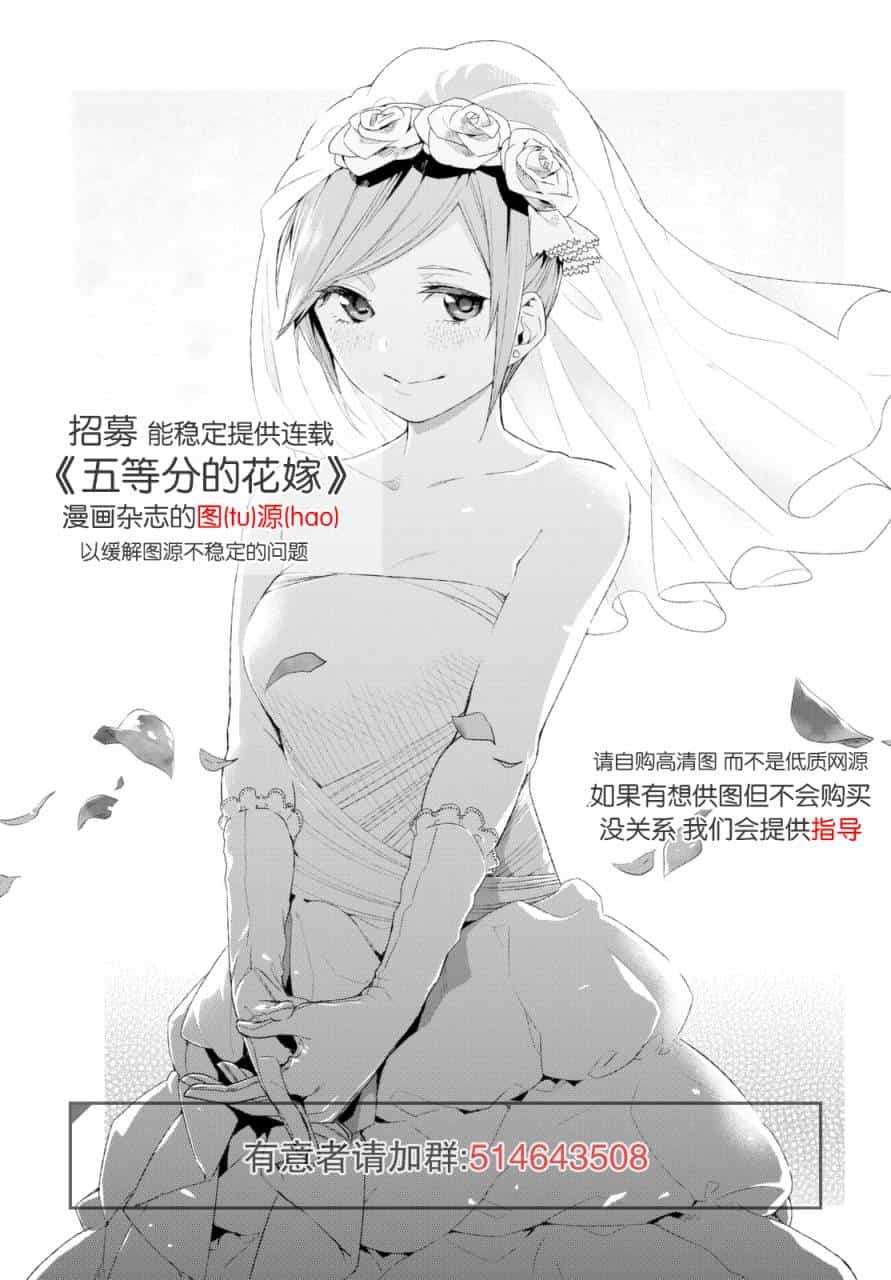 招募 能稳定提供连载
《五等分的花嫁》
漫画杂志的图(tu)源(hao)
以缓解图源不稳定的问题
请自购高清图 而不是低质网源
如果有想供图但不会购买
没关系 我们会提供指导
有意者请加群:514643508